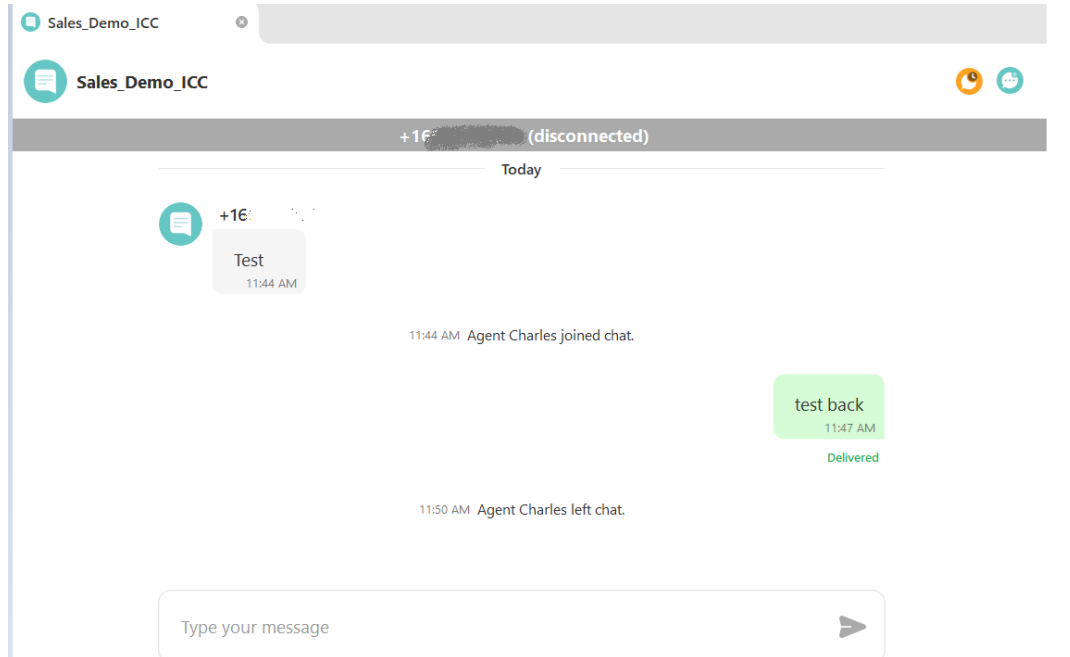 Sales_Demo_ICC
Sales_Demo_ICC
(disconnected)
Today
+16
Test
11:44 AM
11:44 AM Agent Charles joined chat.
test back
11:47 AM
Delivered
11:50 AM Agent Charles left chat.
Type your message